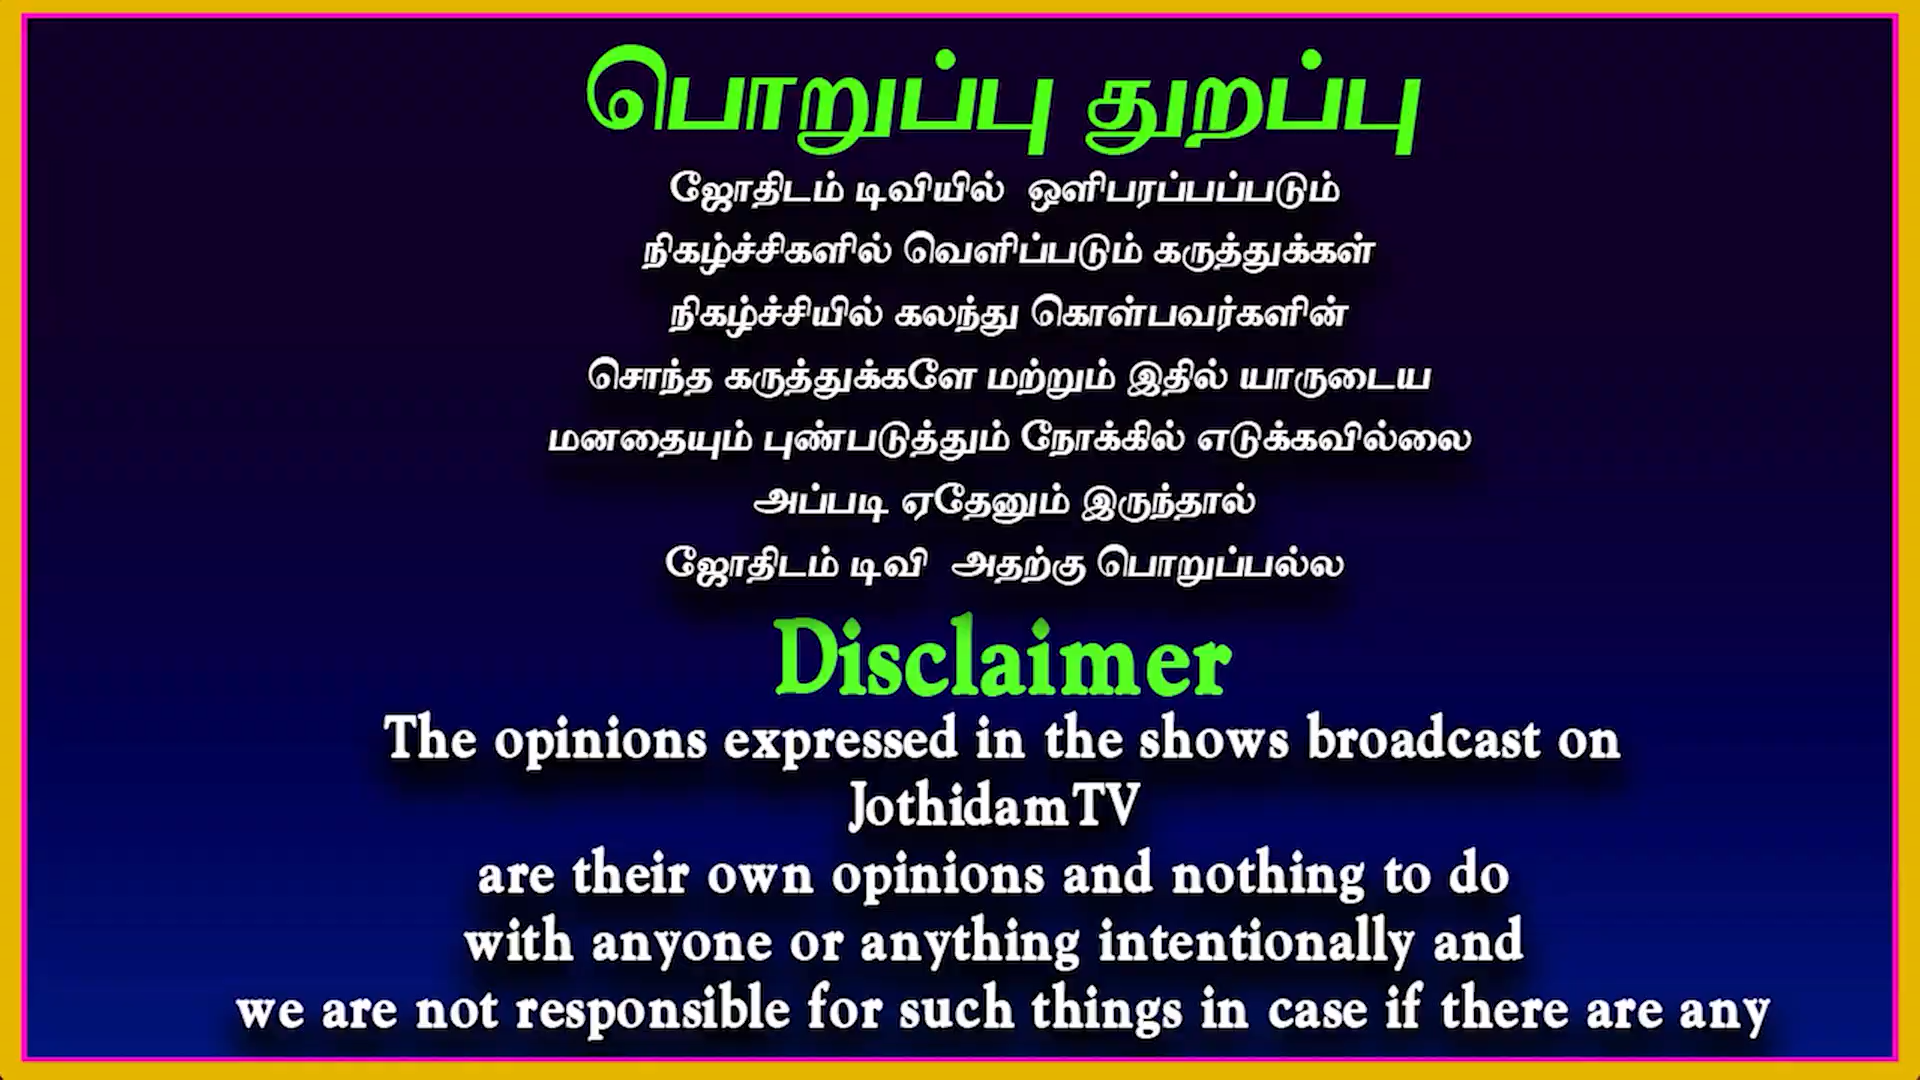 பொறுப்பு துறப்பு
ஜோதிடம் டிவியில் ஒளிபரப்பப்படும்
நிகழ்ச்சிகளில் வெளிப்படும் கருத்துக்கள்
நிகழ்ச்சியில் கலந்து கொள்பவர்களின்
சொந்த கருத்துக்களே மற்றும் இதில் யாருடைய
மனதையும் புண்படுத்தும் நோக்கில் எடுக்கவில்லை
அப்படி ஏதேனும் இருந்தால்
ஜோதிடம் டிவி அதற்கு பொறுப்பல்ல
Disclaimer
The opinions expressed in the shows broadcast on
JothidamTV
are their own opinions and nothing to do
with anyone or anything intentionally and
we are not responsible for such things in case if there are any